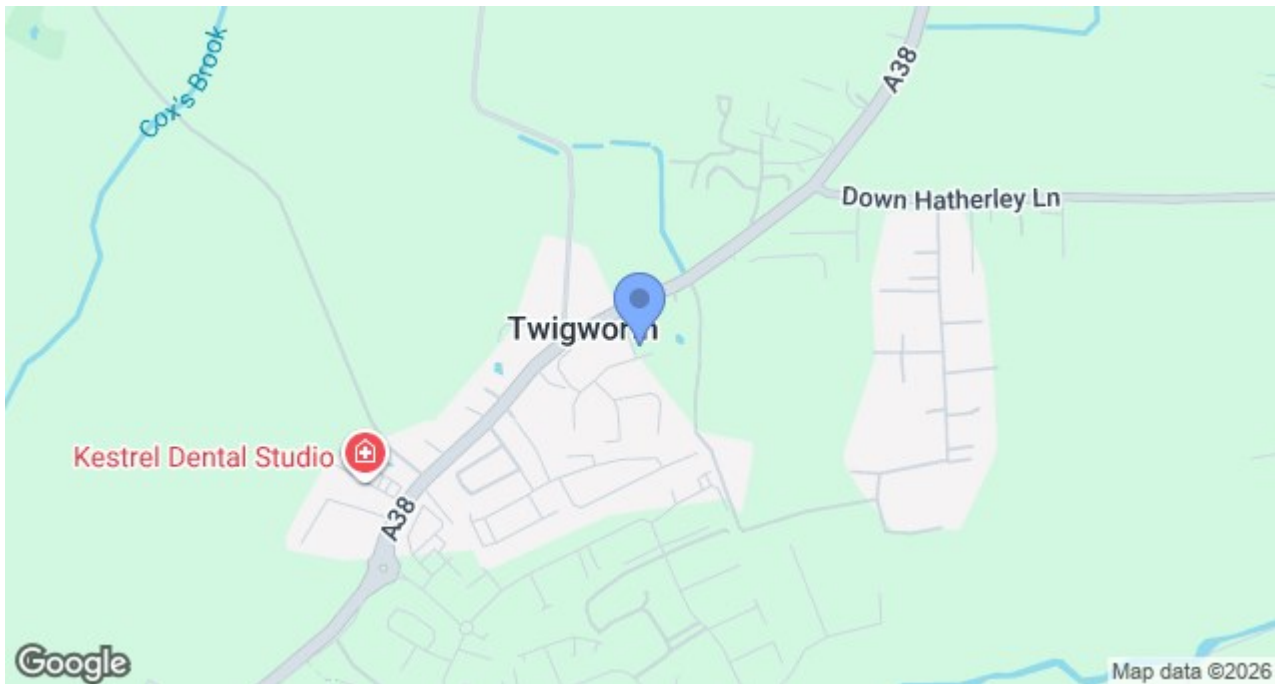 Cox's Brook
A38
Down Hatherley Ln
Twigworth
Kestrel Dental Studio
A38
Google
Map data ©2026